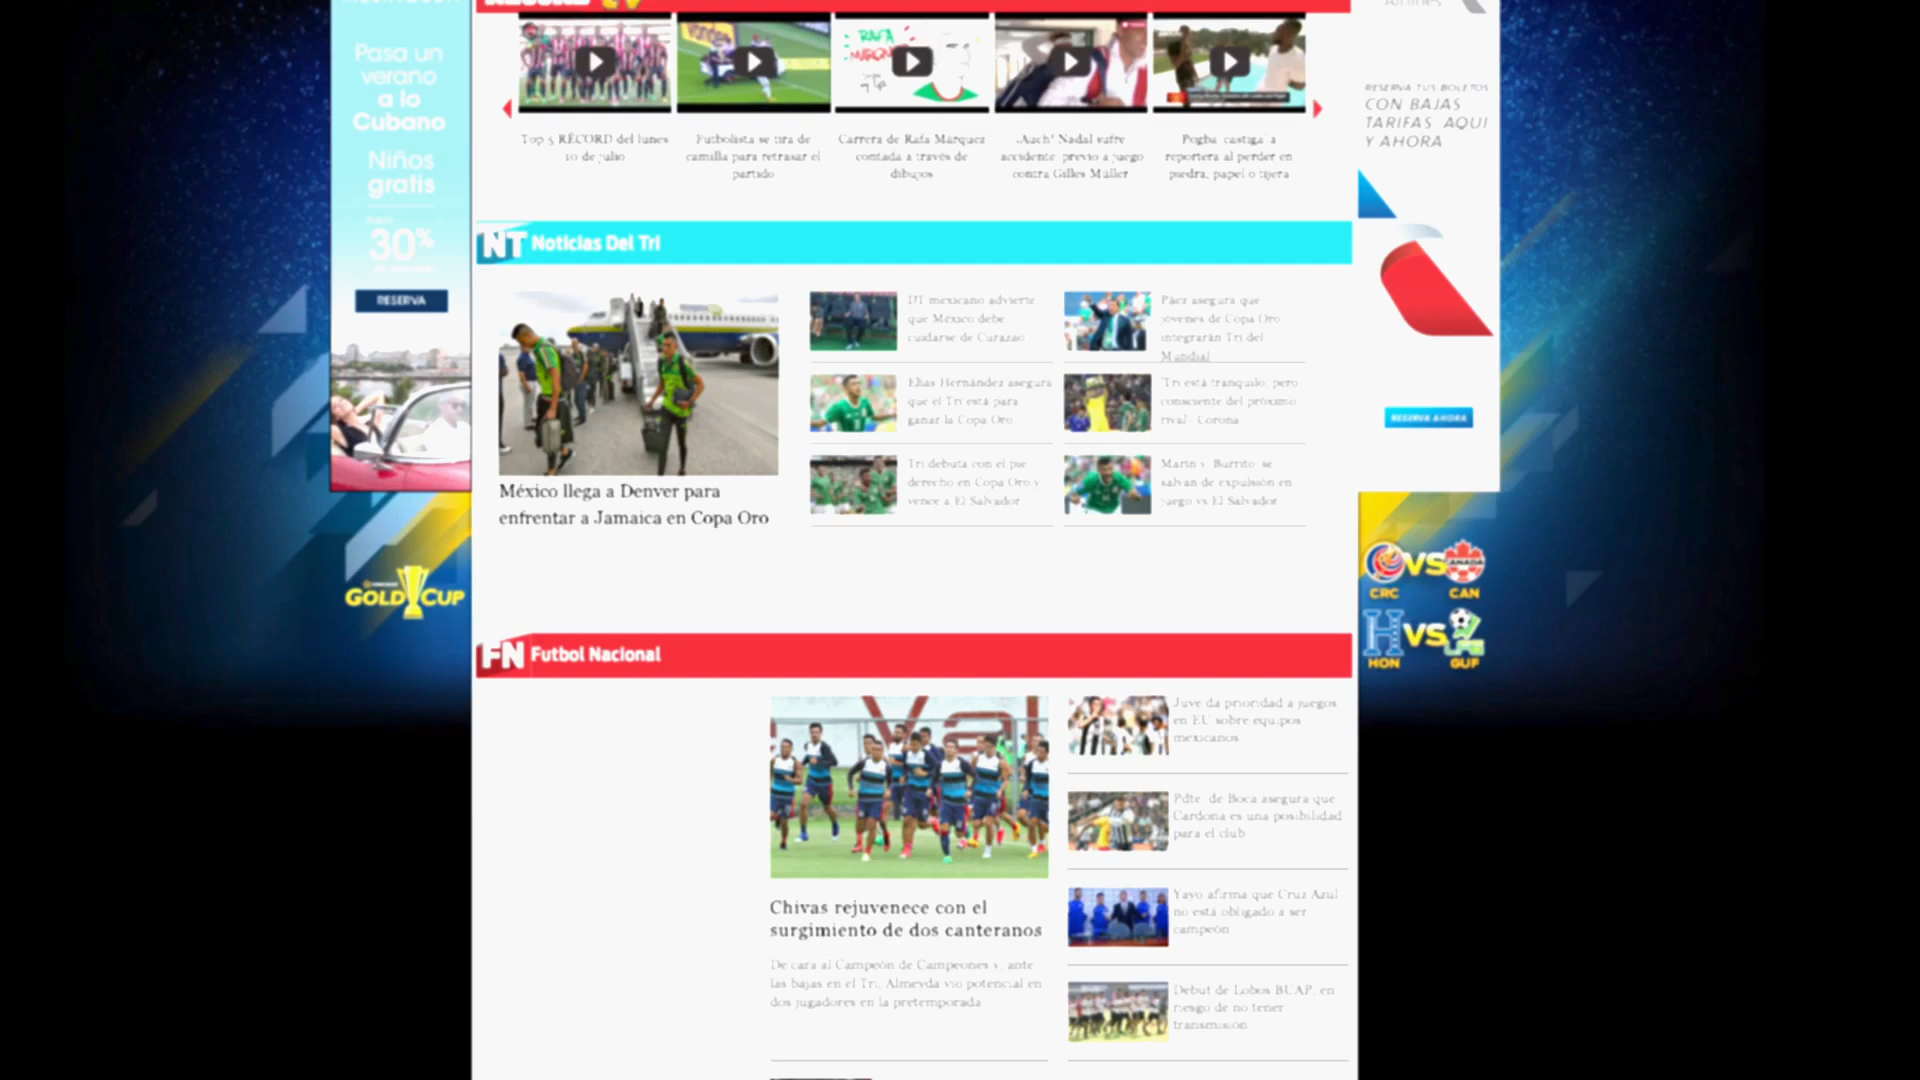 RÉCORD tv
Top 5 RÉCORD del lunes
10 de julio
Futbolista se tira de
camilla para retrasar el
partido
Carrera de Rafa Márquez
contada a través de
dibujos
¡Auch! Nadal sufre
accidente previo a juego
contra Gilles Müller
Pogba castiga a
reportera al perder en
piedra, papel o tijera
RAFA
Pasa un
verano
a lo
Cubano
Niños
gratis
30%
RESERVA
RESERVA TUS BOLETOS
CON BAJAS
TARIFAS AQUÍ
Y AHORA
RESERVA AHORA
NT Noticias Del Tri
México llega a Denver para
enfrentar a Jamaica en Copa Oro
DT mexicano advierte
que México debe
cuidarse de Curazao
Elías Hernández asegura
que el Tri está para
ganar la Copa Oro
Tri debuta con el pie
derecho en Copa Oro y
vence a El Salvador
Páez asegura que
jóvenes de Copa Oro
integrarán Tri del
Mundial
'Tri está tranquilo, pero
consciente del próximo
rival': Corona
Marín y 'Burrito' se
salvan de expulsión en
juego vs El Salvador
GOLD CUP
CRC VS CAN
CANADA
HON VS GUF
FN Futbol Nacional
Chivas rejuvenece con el
surgimiento de dos canteranos
De cara al Campeón de Campeones y, ante
las bajas en el Tri, Almeyda vio potencial en
dos jugadores en la pretemporada
Juve da prioridad a juegos
en EU sobre equipos
mexicanos
Pdte. de Boca asegura que
Cardona es una posibilidad
para el club
Yayo afirma que Cruz Azul
no está obligado a ser
campeón
Debut de Lobos BUAP, en
riesgo de no tener
transmisión